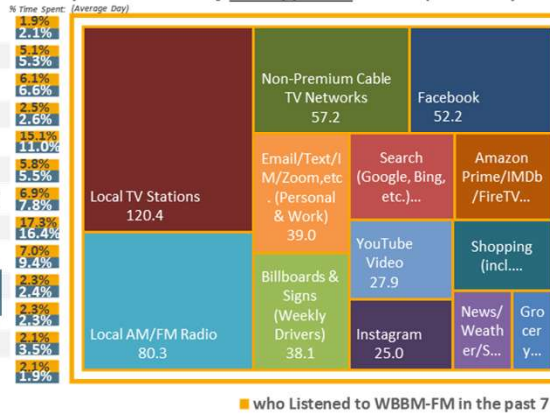 % Time Spent: (Average Day)
1.9%
2.1%
5.1%
5.3%
6.1%
6.6%
2.5%
2.6%
15.1%
11.0%
5.8%
5.5%
6.9%
7.8%
17.3%
16.4%
7.0%
9.4%
2.3%
2.4%
2.3%
2.3%
2.1%
3.5%
2.1%
1.9%
Local TV Stations
120.4
Local AM/FM Radio
80.3
Non-Premium Cable
TV Networks
57.2
Facebook
52.2
Email/Text/I
M/Zoom,etc
. (Personal
& Work)
39.0
Billboards &
Signs
(Weekly
Drivers)
38.1
Search
(Google, Bing,
etc.)...
Amazon
Prime/IMDb
/FireTV...
YouTube
Video
27.9
Shopping
(incl....
Instagram
25.0
News/
Weath
er/S...
Gro
cer
y...
who Listened to WBBM-FM in the past 7